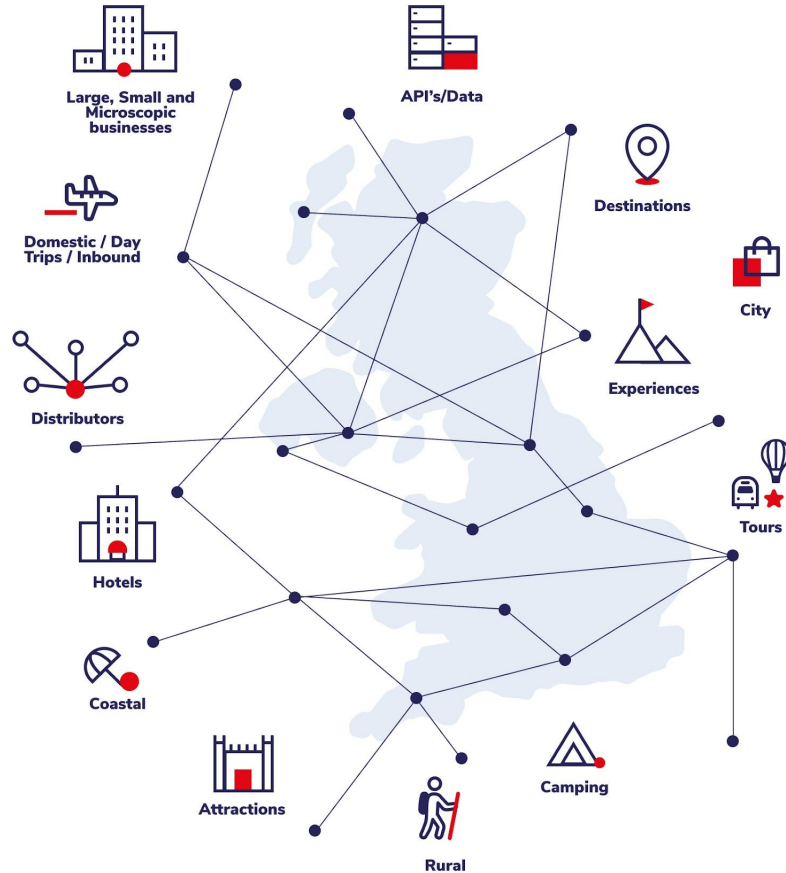 Large, Small and
Microscopic
businesses
API's/Data
Destinations
Domestic / Day
Trips / Inbound
City
Experiences
Distributors
Tours
Hotels
Coastal
Camping
Attractions
Rural